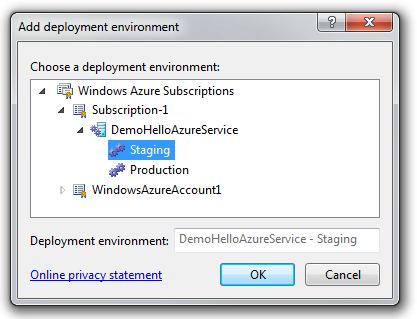 Add deployment environment
Choose a deployment environment:
Windows Azure Subscriptions
Subscription-1
DemoHelloAzureService
Staging
Production
WindowsAzureAccount1
Deployment environment: DemoHelloAzureService - Staging
Online privacy statement OK Cancel